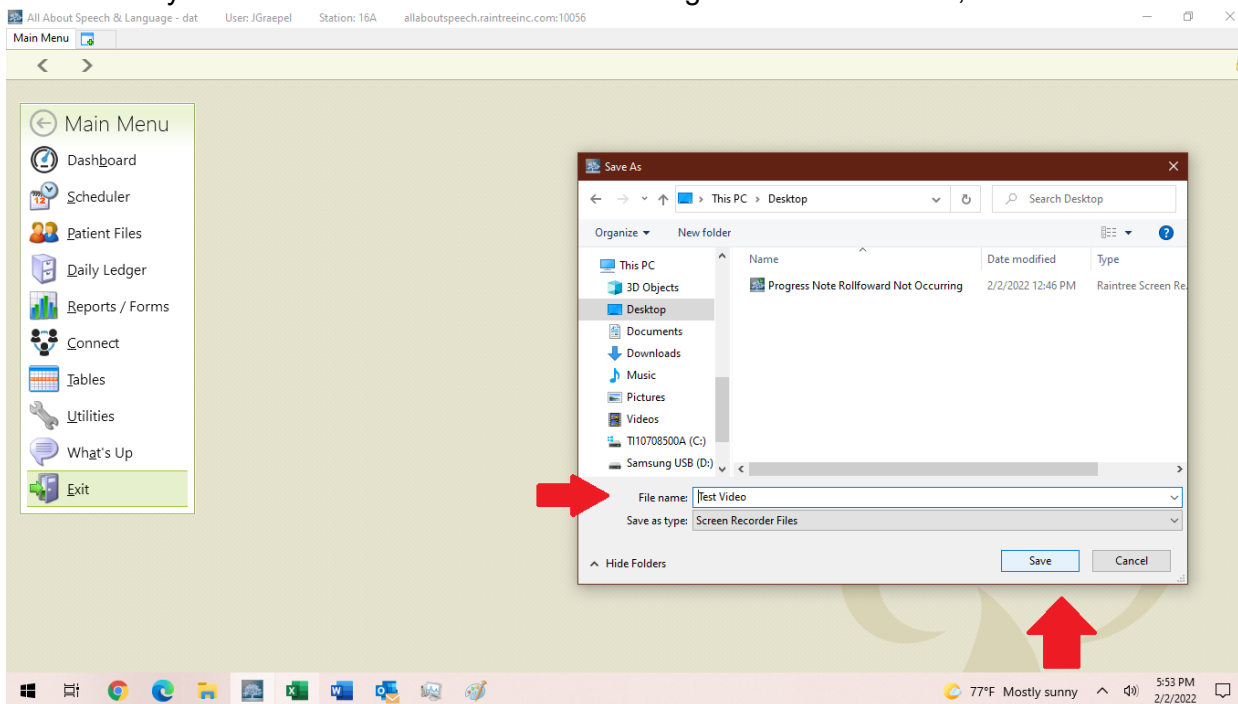 All About Speech & Language - dat User: JGraepel Station: 16A allaboutspeech.raintreeinc.com:10056
Main Menu
Main Menu
Dashboard
Scheduler
Patient Files
Daily Ledger
Reports / Forms
Connect
Tables
Utilities
What's Up
Exit
Save As
This PC > Desktop
Search Desktop
Organize
New folder
Name Date modified Type
This PC
3D Objects
Desktop
Documents
Downloads
Music
Pictures
Videos
TI10708500A (C:)
Samsung USB (D:)
Progress Note Rollfoward Not Occurring 2/2/2022 12:46 PM Raintree Screen Re
File name: Test Video
Save as type: Screen Recorder Files
Hide Folders
Save
Cancel
77°F Mostly sunny
5:53 PM
2/2/2022